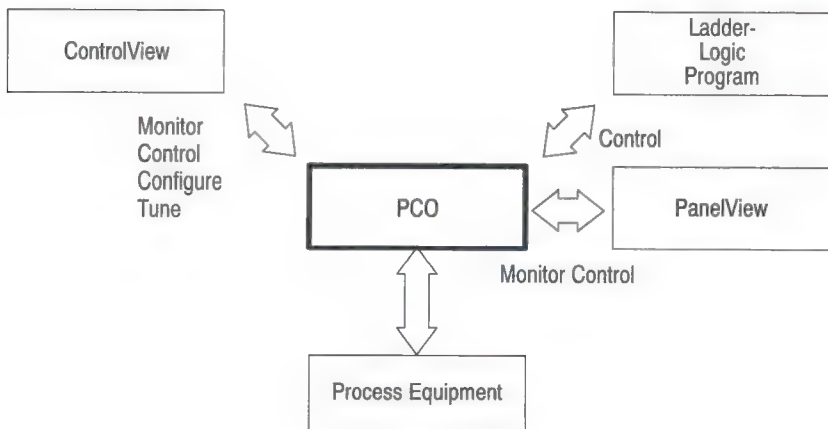 ControlView
Ladder-
Logic
Program
Monitor
Control
Configure
Tune
Control
PCO
PanelView
Monitor Control
Process Equipment